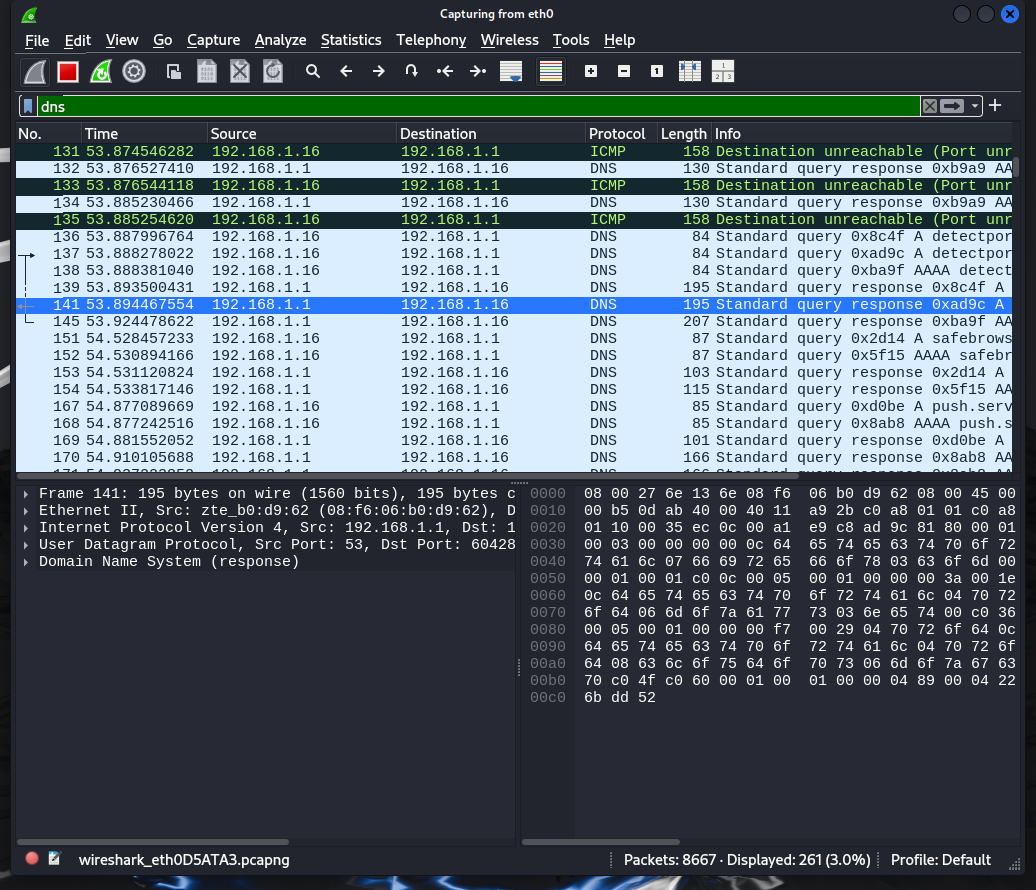 Capturing from eth0
File Edit View Go Capture Analyze Statistics Telephony Wireless Tools Help
dns
No. Time Source Destination Protocol Length Info
131 53.874546282 192.168.1.16 192.168.1.1 ICMP 158 Destination unreachable (Port unr
132 53.876527410 192.168.1.1 192.168.1.16 DNS 130 Standard query response 0xb9a9 AA
133 53.876544118 192.168.1.16 192.168.1.1 ICMP 158 Destination unreachable (Port unr
134 53.885230466 192.168.1.1 192.168.1.16 DNS 130 Standard query response 0xb9a9 AA
135 53.885254620 192.168.1.16 192.168.1.1 ICMP 158 Destination unreachable (Port unr
136 53.887996764 192.168.1.16 192.168.1.1 DNS 84 Standard query 0x8c4f A detectpor
137 53.888278022 192.168.1.16 192.168.1.1 DNS 84 Standard query 0xad9c A detectpor
138 53.888381040 192.168.1.16 192.168.1.1 DNS 84 Standard query 0xba9f AAAA detect
139 53.893500431 192.168.1.1 192.168.1.16 DNS 195 Standard query response 0x8c4f A
141 53.894467554 192.168.1.1 192.168.1.16 DNS 195 Standard query response 0xad9c A
145 53.924478622 192.168.1.1 192.168.1.16 DNS 207 Standard query response 0xba9f AA
151 54.528457233 192.168.1.16 192.168.1.1 DNS 87 Standard query 0x2d14 A safebrows
152 54.530894166 192.168.1.16 192.168.1.1 DNS 87 Standard query 0x5f15 AAAA safebr
153 54.531120824 192.168.1.1 192.168.1.16 DNS 103 Standard query response 0x2d14 A
154 54.533817146 192.168.1.1 192.168.1.16 DNS 115 Standard query response 0x5f15 AA
167 54.877089669 192.168.1.16 192.168.1.1 DNS 85 Standard query 0xd0be A push.serv
168 54.877242516 192.168.1.16 192.168.1.1 DNS 85 Standard query 0x8ab8 AAAA push.s
169 54.881552052 192.168.1.1 192.168.1.16 DNS 101 Standard query response 0xd0be A
170 54.910105688 192.168.1.1 192.168.1.16 DNS 166 Standard query response 0x8ab8 AA
Frame 141: 195 bytes on wire (1560 bits), 195 bytes c
Ethernet II, Src: zte_b0:d9:62 (08:f6:06:b0:d9:62), D
Internet Protocol Version 4, Src: 192.168.1.1, Dst: 1
User Datagram Protocol, Src Port: 53, Dst Port: 60428
Domain Name System (response)
0000 08 00 27 6e 13 6e 08 f6 06 b0 d9 62 08 00 45 00
0010 00 b5 0d ab 40 00 40 11 a9 2b c0 a8 01 01 c0 a8
0020 01 10 00 35 ec 0c 00 a1 e9 c8 ad 9c 81 80 00 01
0030 00 03 00 00 00 00 0c 64 65 74 65 63 74 70 6f 72
0040 74 61 6c 07 66 69 72 65 66 6f 78 03 63 6f 6d 00
0050 00 01 00 01 c0 0c 00 05 00 01 00 00 00 3a 00 1e
0060 0c 64 65 74 65 63 74 70 6f 72 74 61 6c 04 70 72
0070 6f 64 06 6d 6f 7a 61 77 73 03 6e 65 74 00 c0 36
0080 00 05 00 01 00 00 00 f7 00 29 04 70 72 6f 64 0c
0090 64 65 74 65 63 74 70 6f 72 74 61 6c 04 70 72 6f
00a0 64 08 63 6c 6f 75 64 6f 70 73 06 6d 6f 7a 67 63
00b0 70 c0 4f c0 60 00 01 00 01 00 00 04 89 00 04 22
00c0 6b dd 52
wireshark_eth0D5ATA3.pcapng
Packets: 8667 · Displayed: 261 (3.0%)
Profile: Default